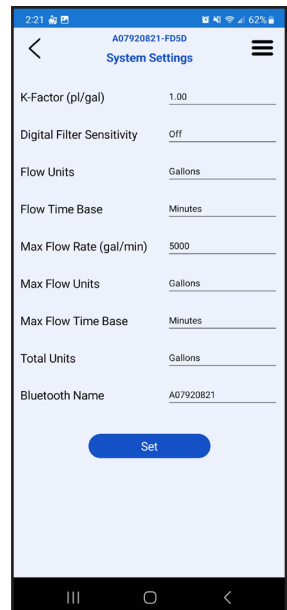 2:21 62%
A07920821-FD5D
System Settings
K-Factor (pl/gal) 1.00
Digital Filter Sensitivity Off
Flow Units Gallons
Flow Time Base Minutes
Max Flow Rate (gal/min) 5000
Max Flow Units Gallons
Max Flow Time Base Minutes
Total Units Gallons
Bluetooth Name A07920821
Set